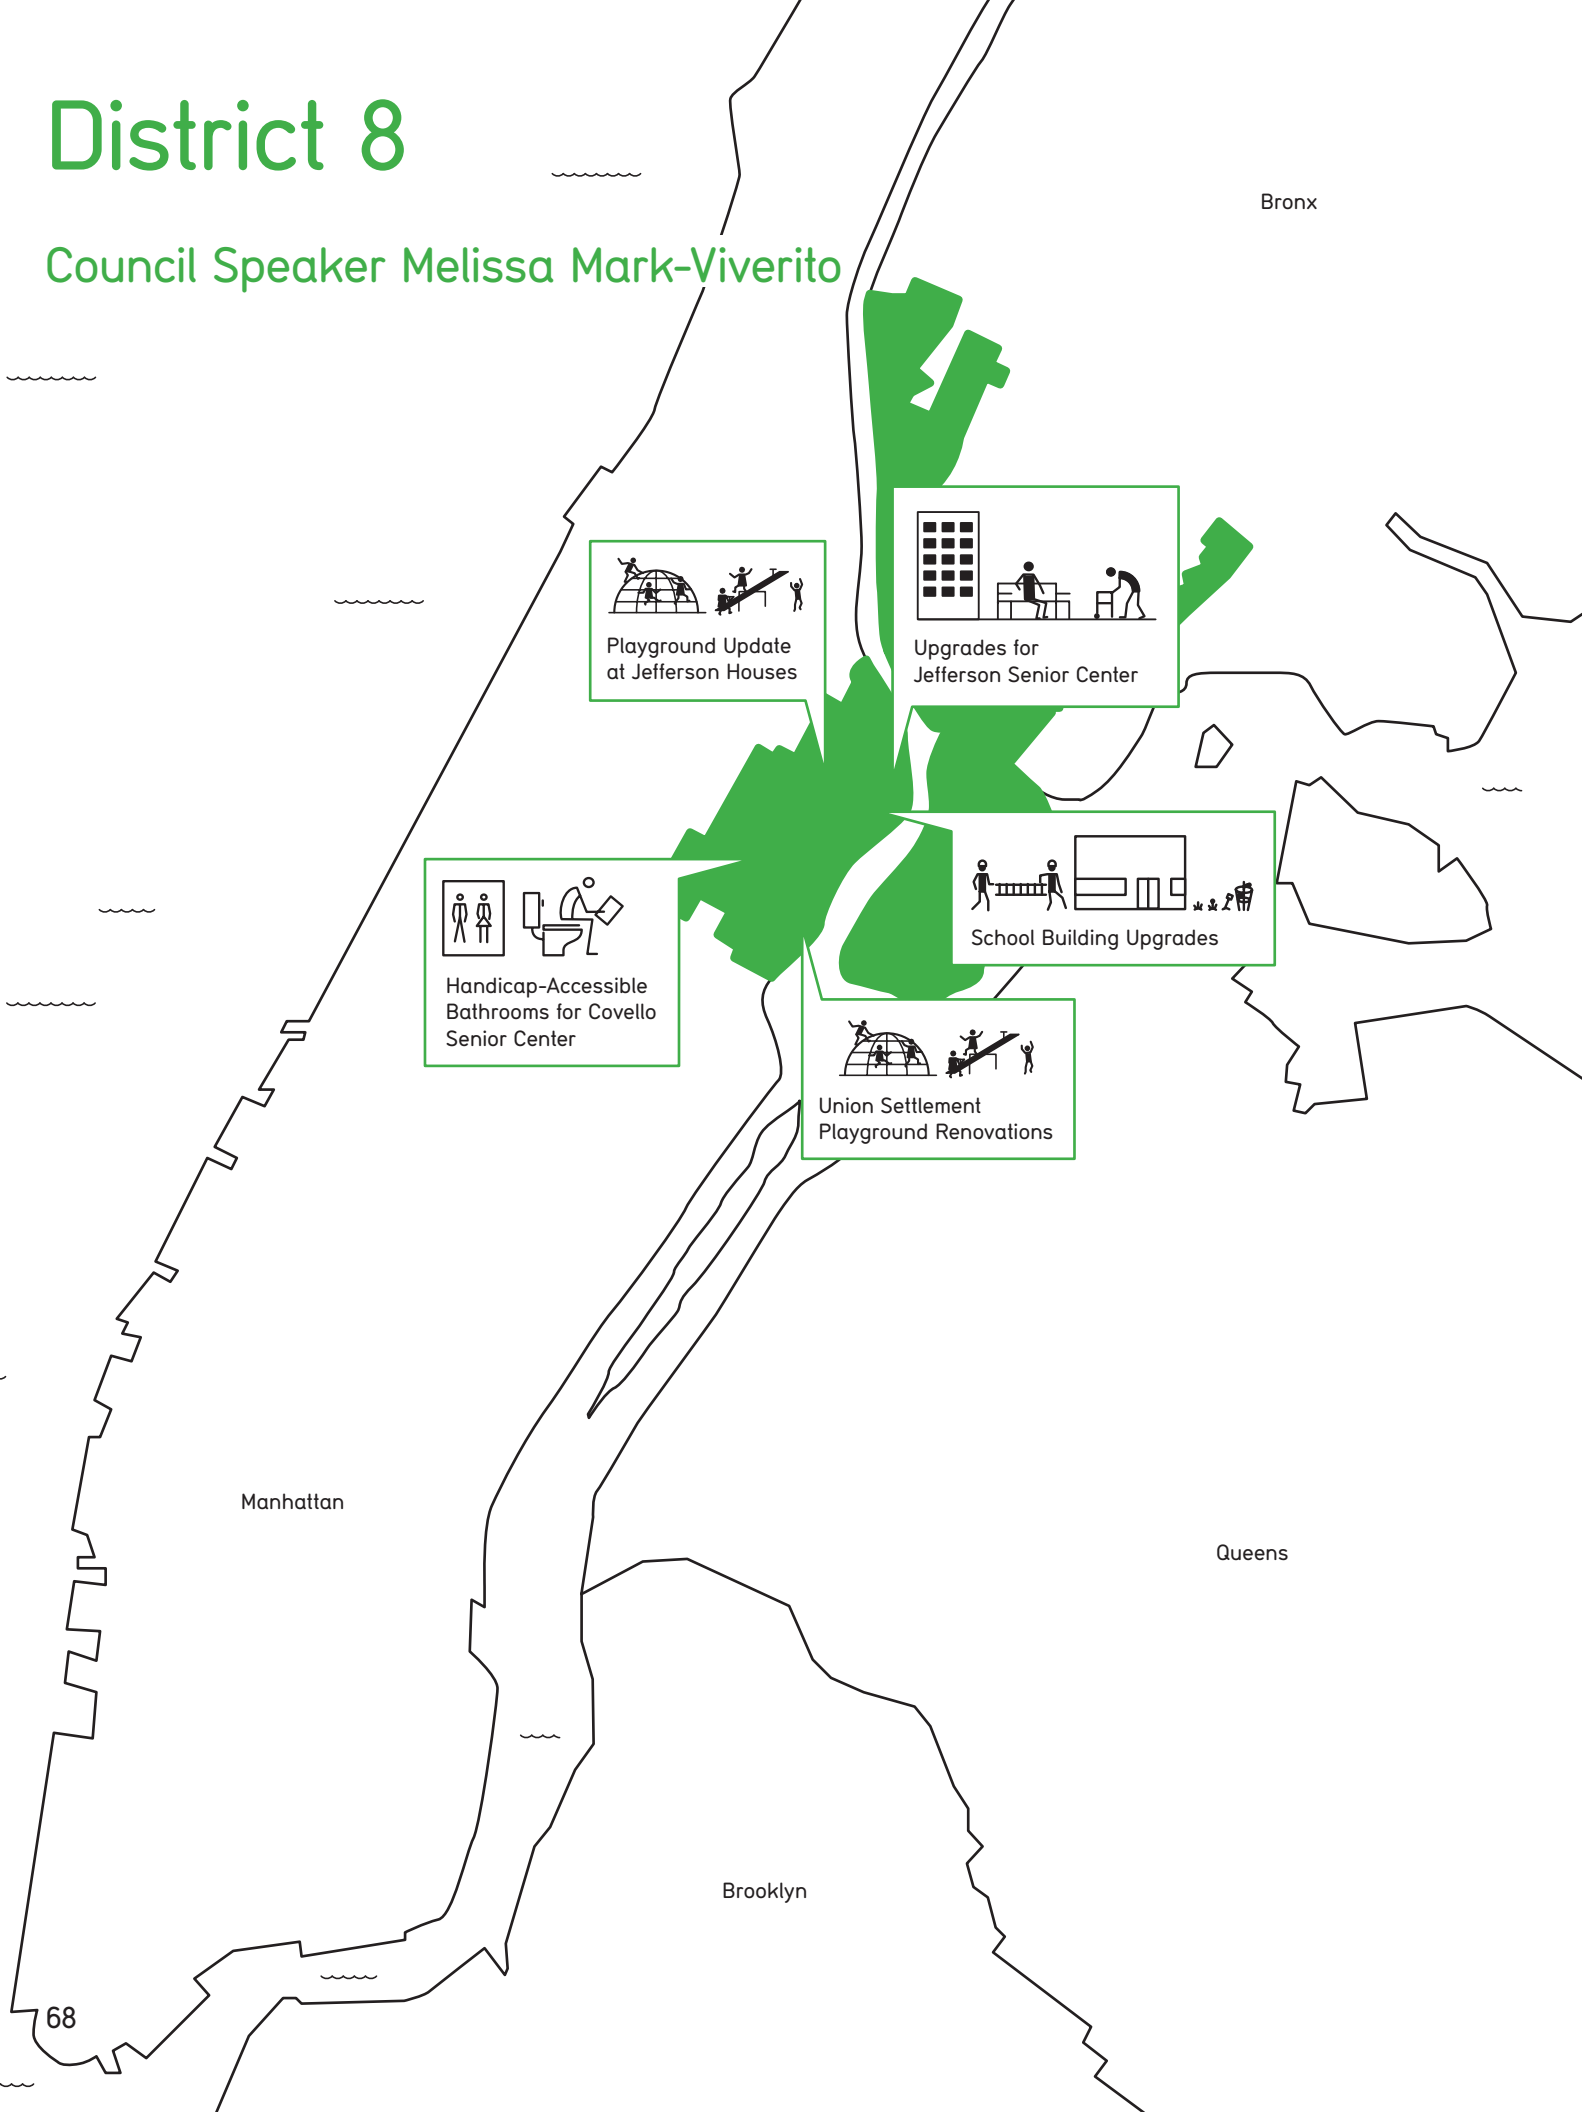 District 8
Council Speaker Melissa Mark-Viverito
Bronx
Playground Update
at Jefferson Houses
Upgrades for
Jefferson Senior Center
School Building Upgrades
Handicap-Accessible
Bathrooms for Covello
Senior Center
Union Settlement
Playground Renovations
Manhattan
Queens
Brooklyn
68